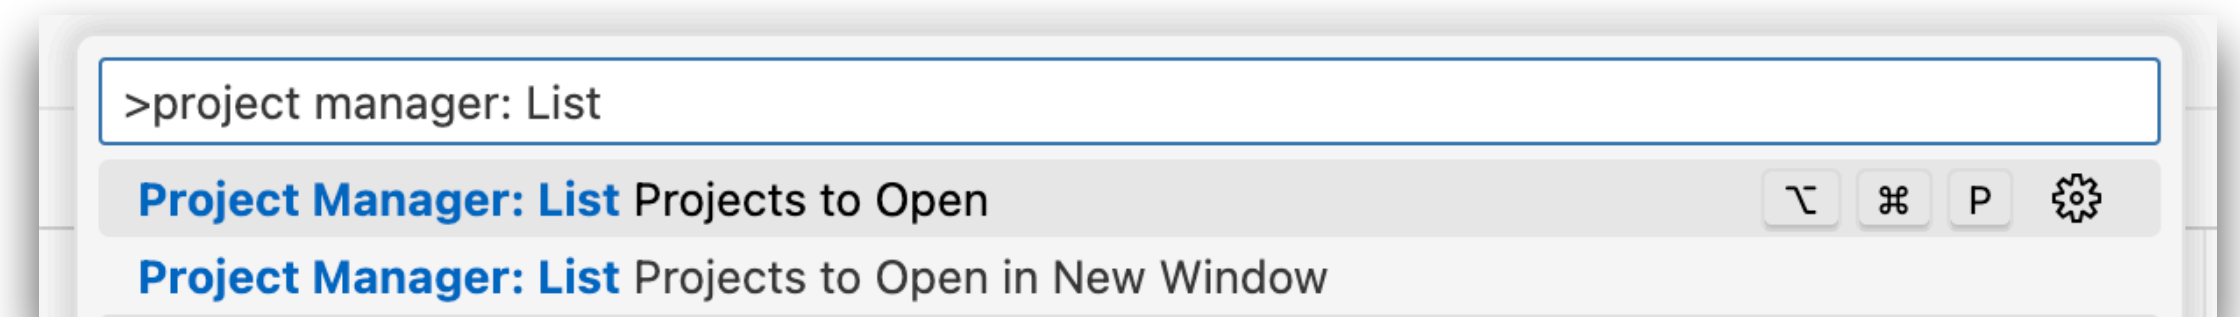 >project manager: List
Project Manager: List Projects to Open ⌥ ⌘ P
Project Manager: List Projects to Open in New Window